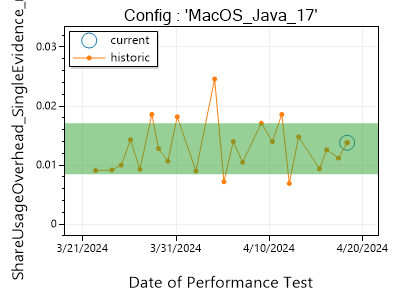 Config : 'MacOS_Java_17'
ShareUsageOverhead_SingleEvidence_
current
historic
0.03
0.02
0.01
0
3/21/2024
3/31/2024
4/10/2024
4/20/2024
Date of Performance Test